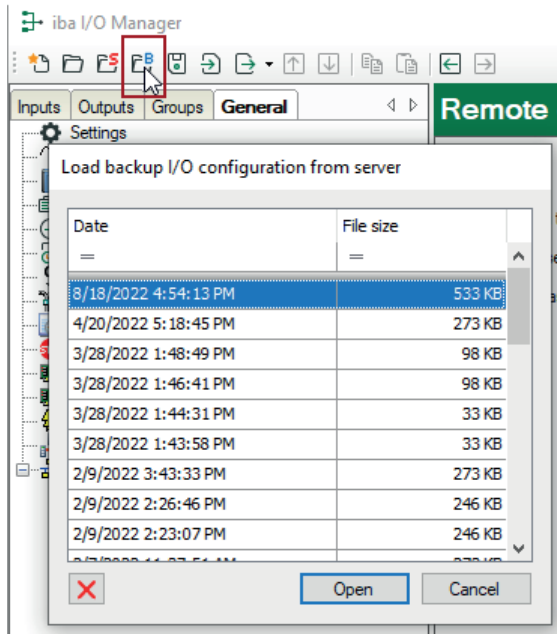 iba I/O Manager
Inputs Outputs Groups General
Remote
Settings
Load backup I/O configuration from server
Date File size
= =
8/18/2022 4:54:13 PM 533 KB
4/20/2022 5:18:45 PM 273 KB
3/28/2022 1:48:49 PM 98 KB
3/28/2022 1:46:41 PM 98 KB
3/28/2022 1:44:31 PM 33 KB
3/28/2022 1:43:58 PM 33 KB
2/9/2022 3:43:33 PM 273 KB
2/9/2022 2:26:46 PM 246 KB
2/9/2022 2:23:07 PM 246 KB
Open Cancel